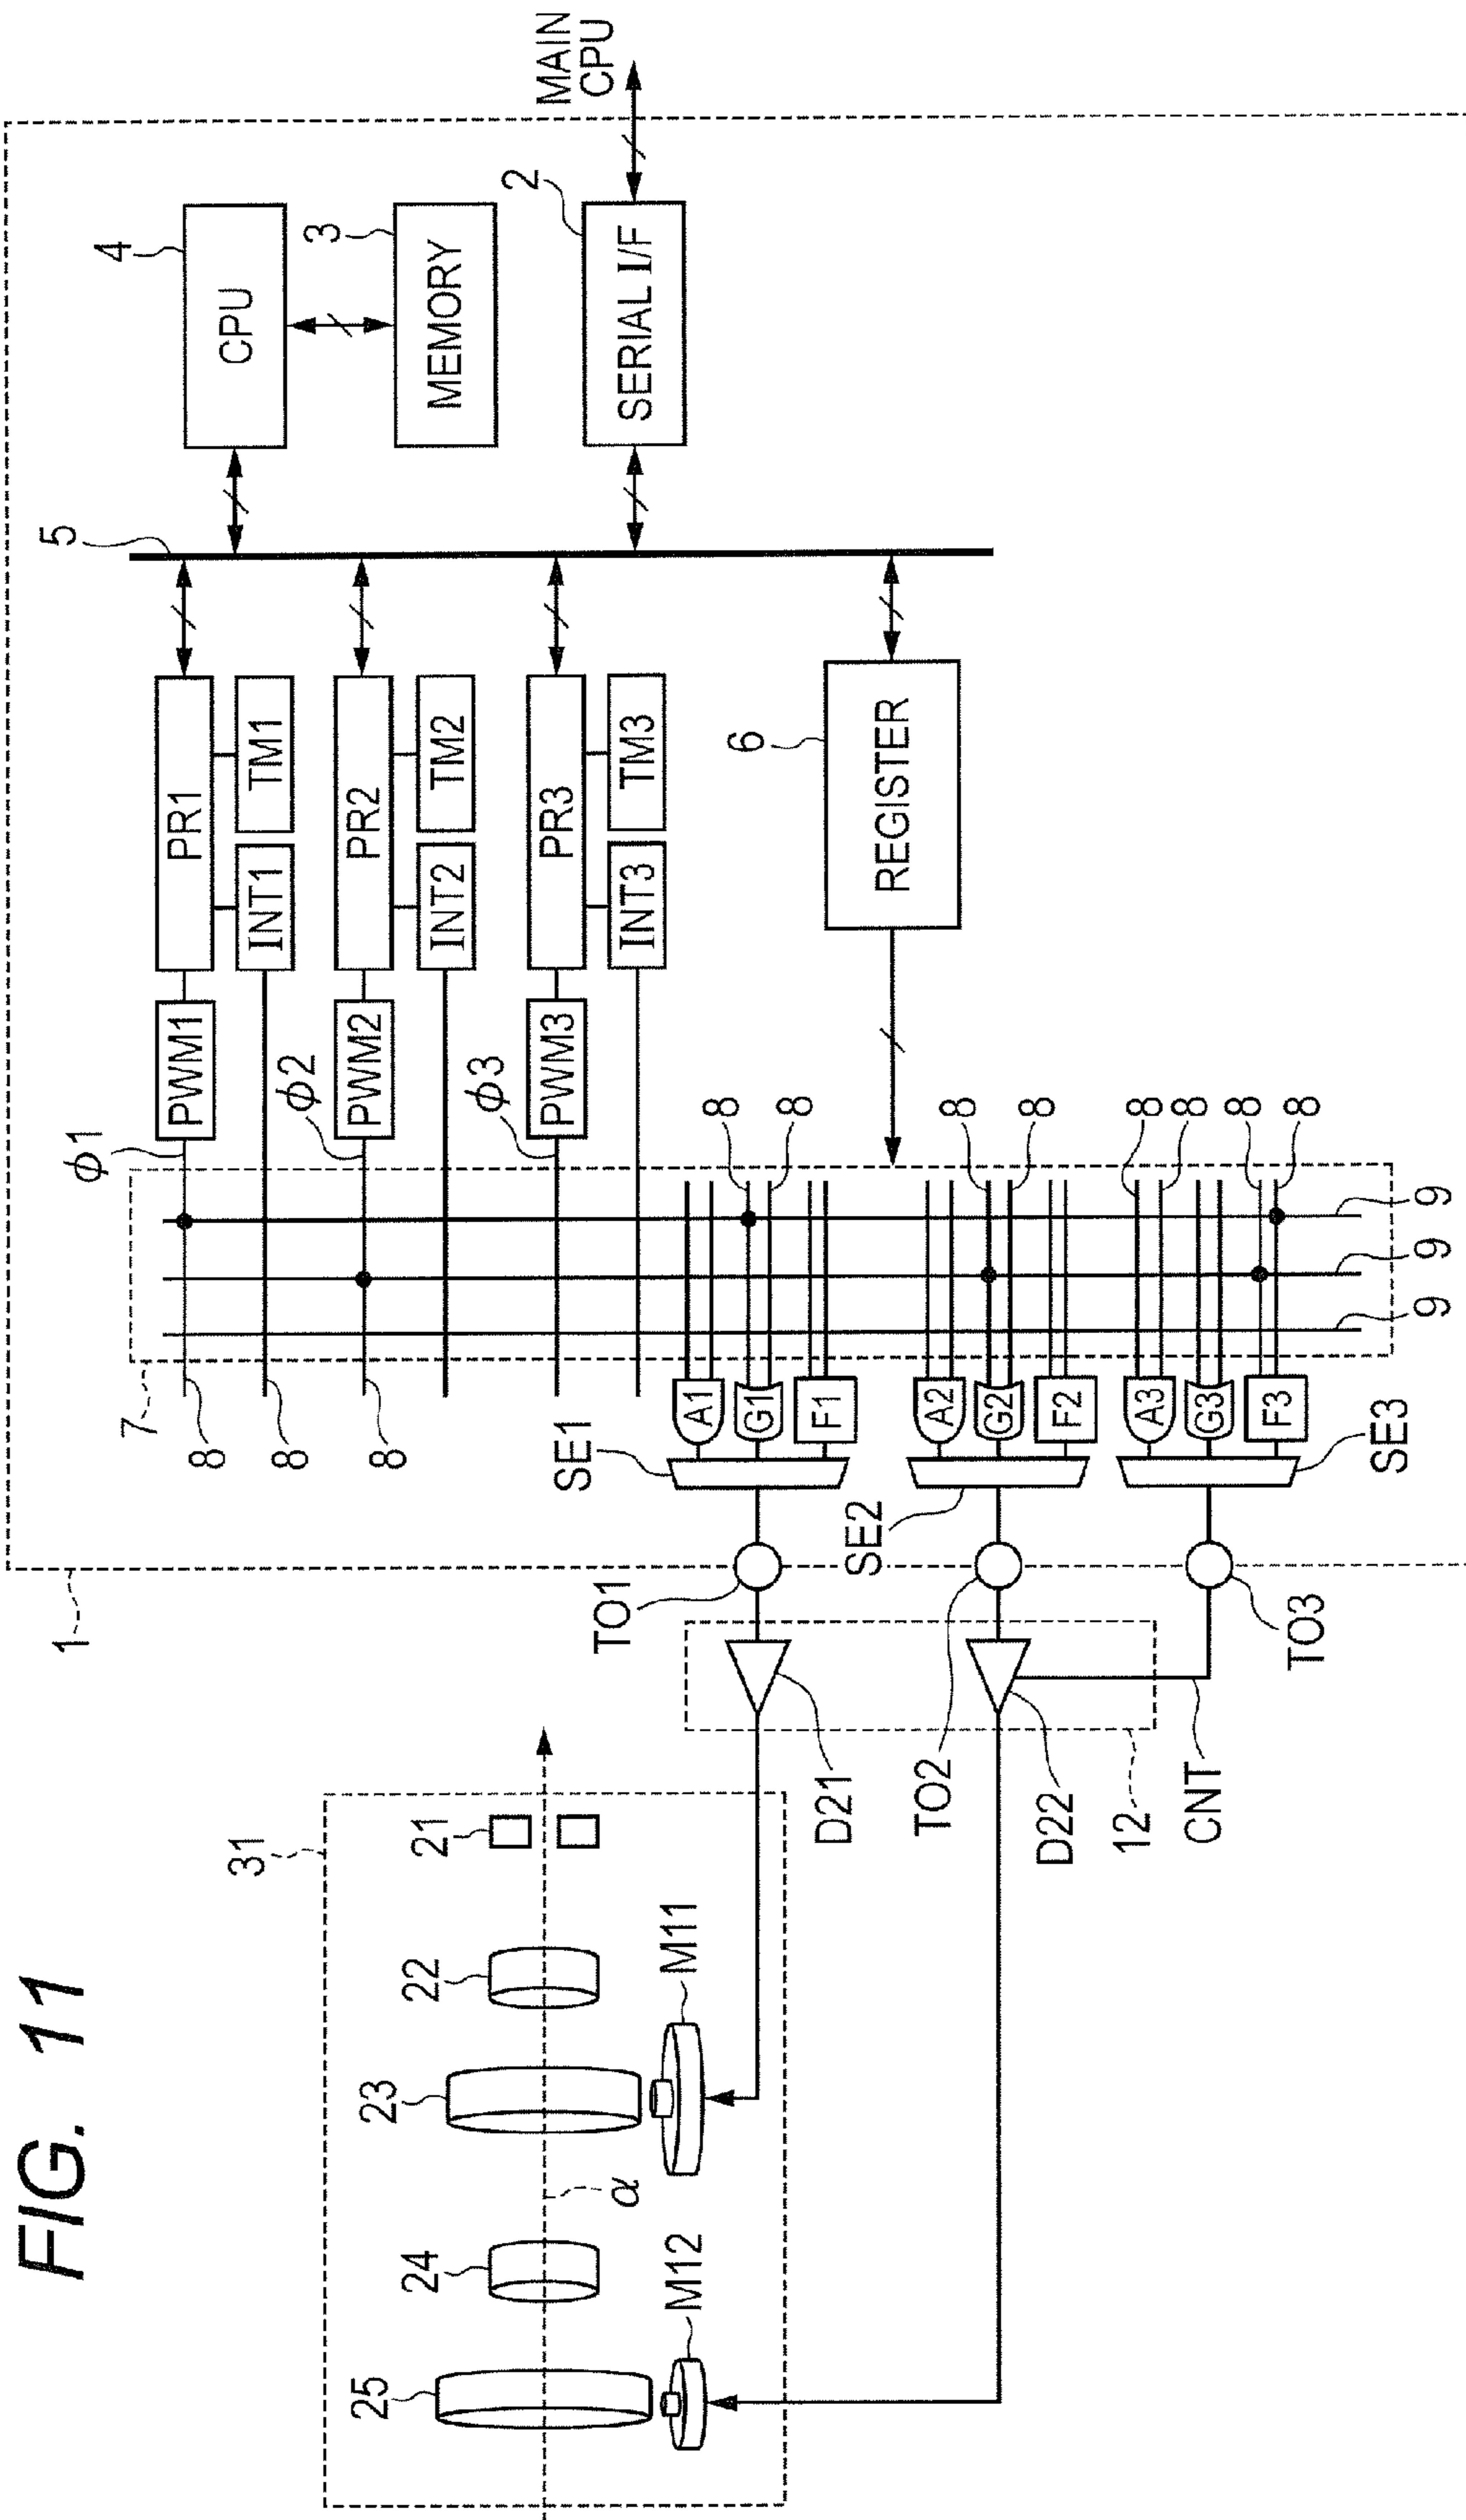 FIG. 11
31
21
22
23
24
25
α
M11
M12
1
7
8
8
8
φ1
PWM1
PR1
INT1
TM1
φ2
PWM2
PR2
INT2
TM2
φ3
PWM3
PR3
INT3
TM3
5
4
CPU
3
MEMORY
2
SERIAL I/F
MAIN
CPU
6
REGISTER
8
8
8
8
8
8
8
8
9
9
9
A1
G1
F1
A2
G2
F2
A3
G3
F3
SE1
SE2
SE3
TO1
TO2
TO3
D21
D22
12
CNT